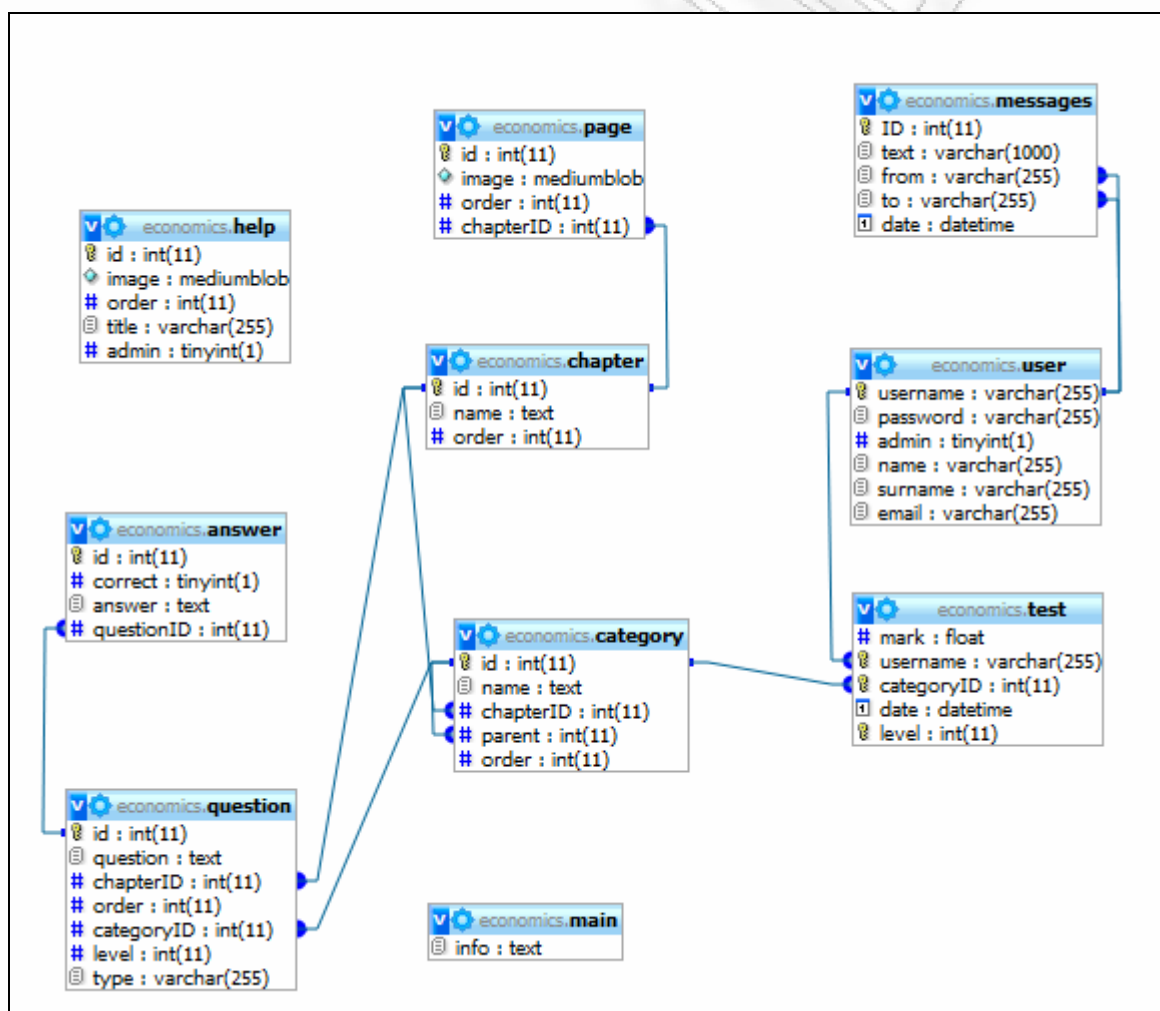 economics.page
id : int(11)
image : mediumblob
order : int(11)
chapterID : int(11)
economics.messages
ID : int(11)
text : varchar(1000)
from : varchar(255)
to : varchar(255)
date : datetime
economics.help
id : int(11)
image : mediumblob
order : int(11)
title : varchar(255)
admin : tinyint(1)
economics.chapter
id : int(11)
name : text
order : int(11)
economics.user
username : varchar(255)
password : varchar(255)
admin : tinyint(1)
name : varchar(255)
surname : varchar(255)
email : varchar(255)
economics.answer
id : int(11)
correct : tinyint(1)
answer : text
questionID : int(11)
economics.category
id : int(11)
name : text
chapterID : int(11)
parent : int(11)
order : int(11)
economics.test
mark : float
username : varchar(255)
categoryID : int(11)
date : datetime
level : int(11)
economics.question
id : int(11)
question : text
chapterID : int(11)
order : int(11)
categoryID : int(11)
level : int(11)
type : varchar(255)
economics.main
info : text